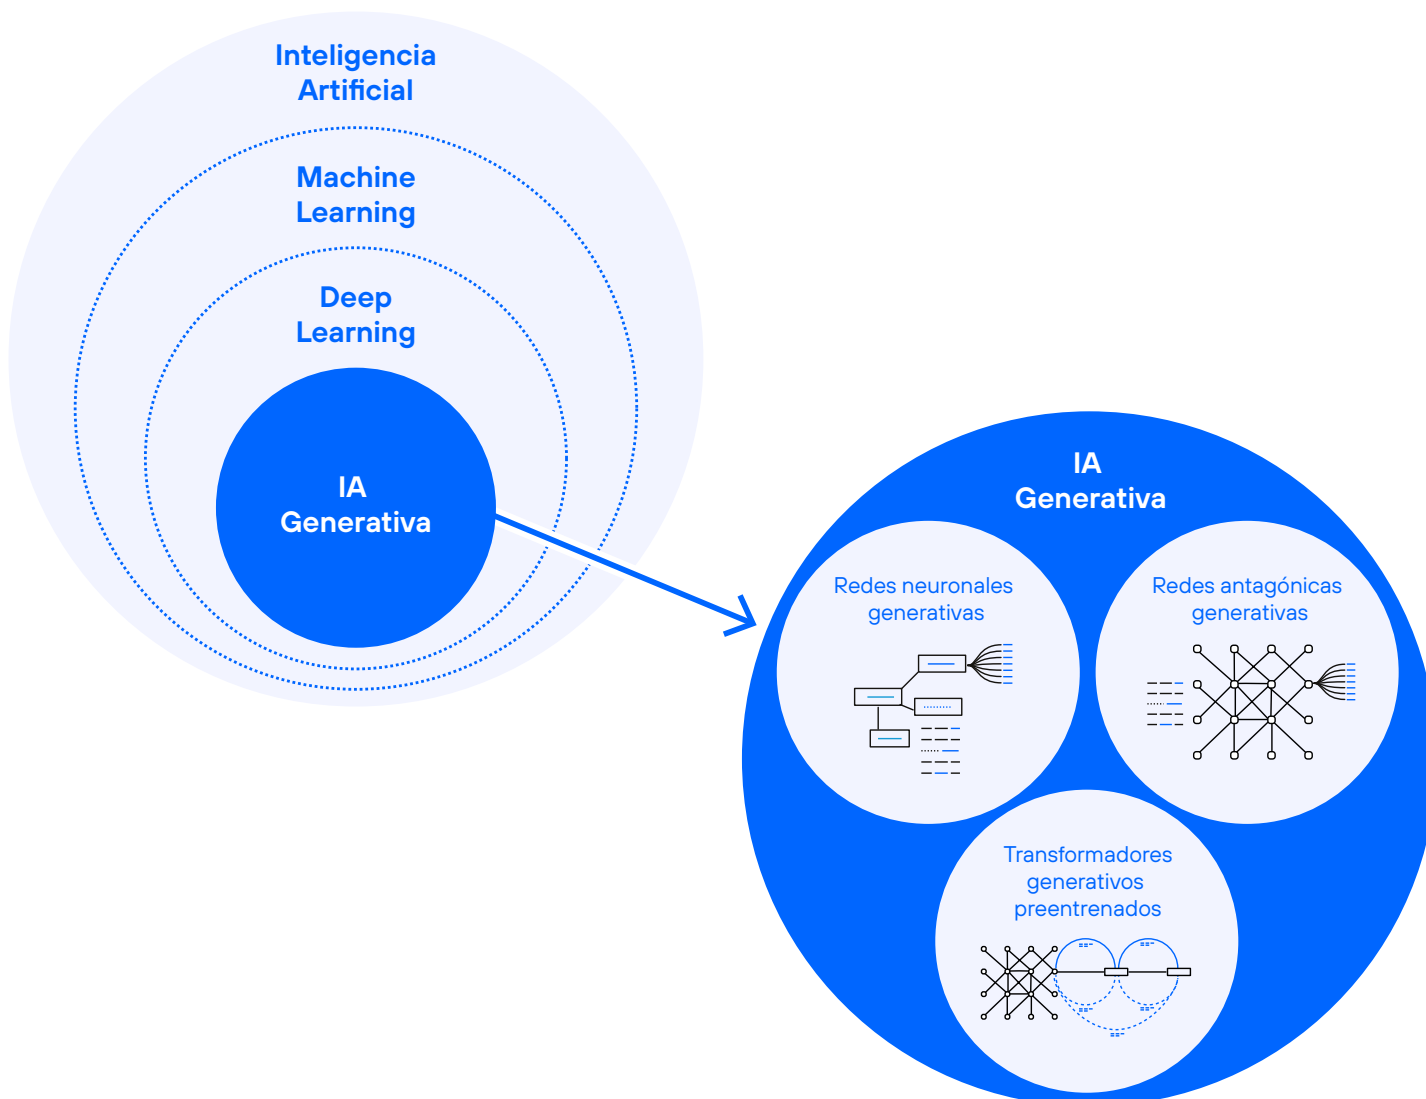 Inteligencia
Artificial
Machine
Learning
Deep
Learning
IA
Generativa
IA
Generativa
Redes neuronales
generativas
Redes antagónicas
generativas
Transformadores
generativos
preentrenados